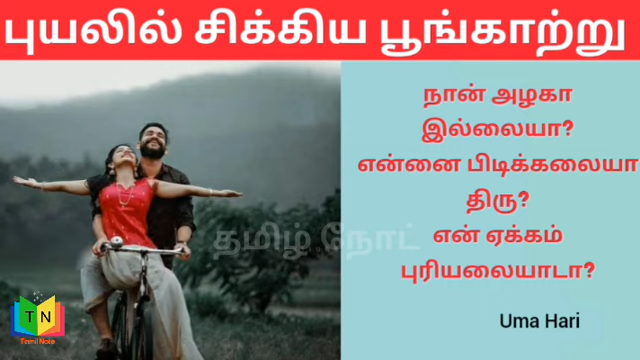 புயலில் சிக்கிய பூங்காற்று
நான் அழகா
இல்லையா?
என்னை பிடிக்கலையா
திரு?
என் ஏக்கம்
புரியலையாடா?
தமிழ் நோட்
TN
Tamil Note
Uma Hari